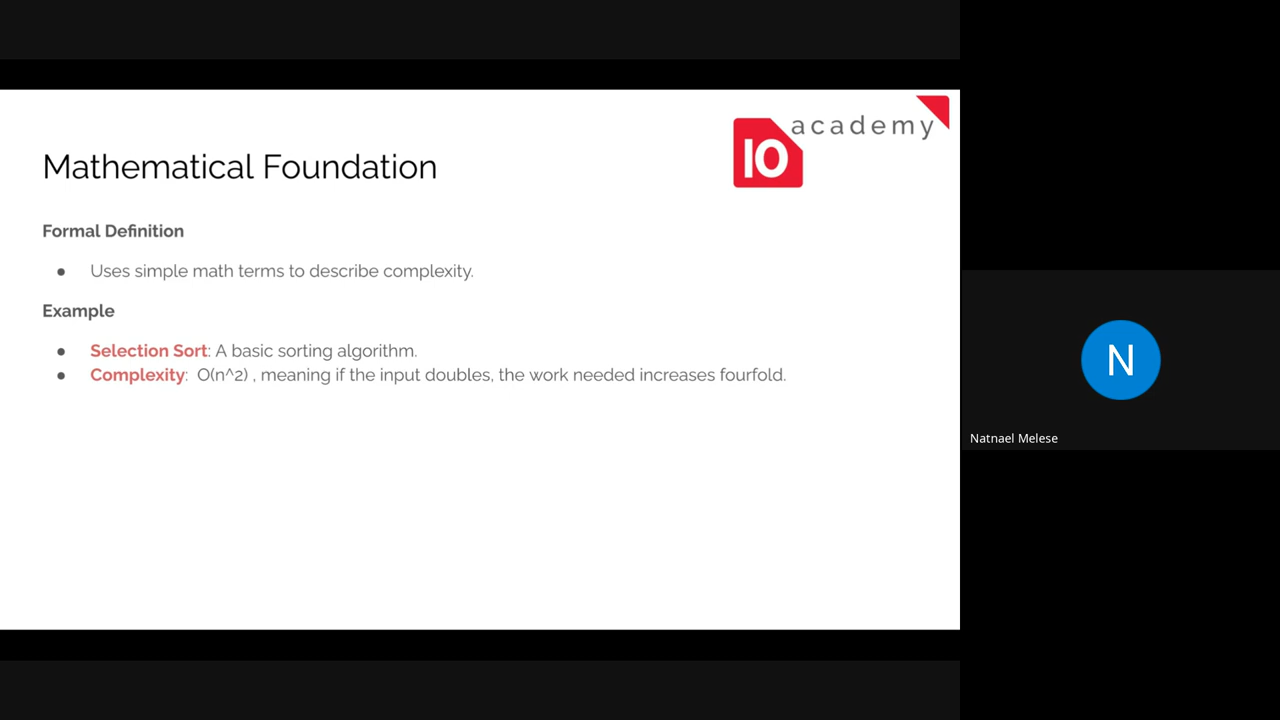 academy
10
Mathematical Foundation
Formal Definition
● Uses simple math terms to describe complexity.
Example
● Selection Sort: A basic sorting algorithm.
● Complexity: O(n^2) , meaning if the input doubles, the work needed increases fourfold.
N
Natnael Melese